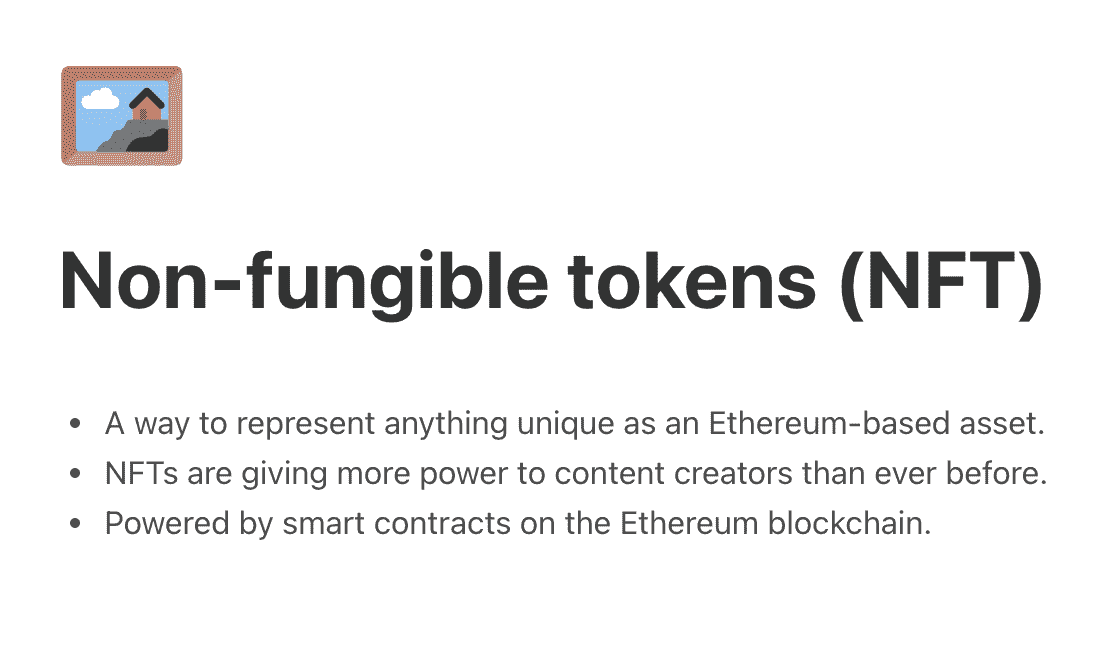 Non-fungible tokens (NFT)
• A way to represent anything unique as an Ethereum-based asset.
• NFTs are giving more power to content creators than ever before.
• Powered by smart contracts on the Ethereum blockchain.